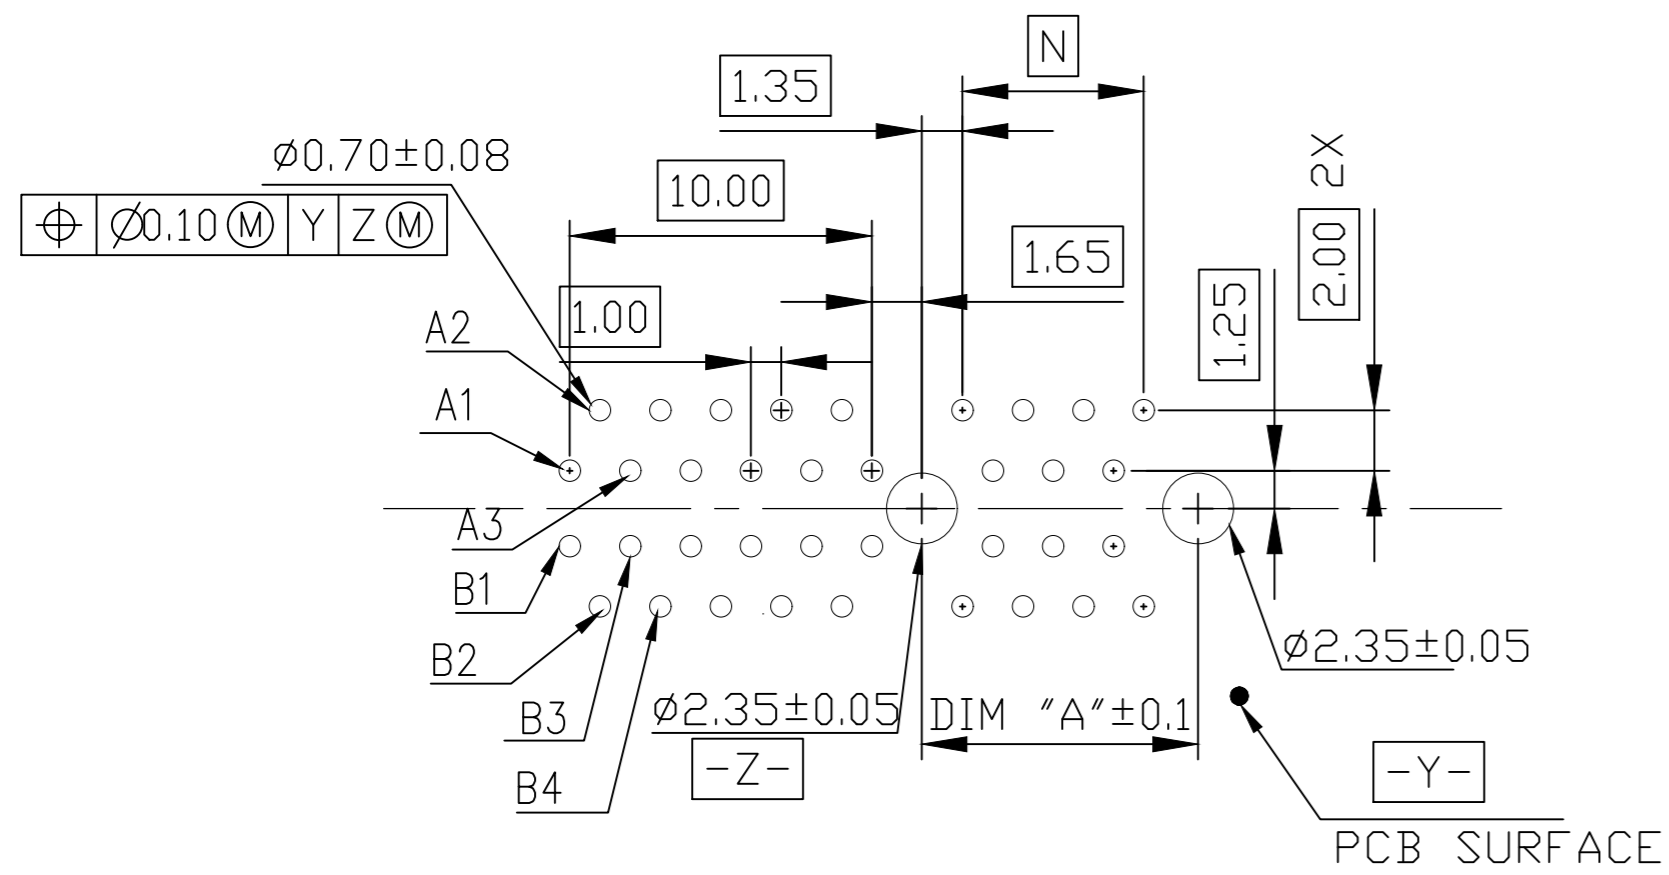 N
1.35
Ø0.70±0.08
2X
10.00
⌖ Ø0.10 Ⓜ Y Z Ⓜ
2.00
1.65
1.25
1.00
A2
A1
A3
B1
B2
Ø2.35±0.05
B3
Ø2.35±0.05
DIM "A"±0.1
-Z-
-Y-
B4
PCB SURFACE